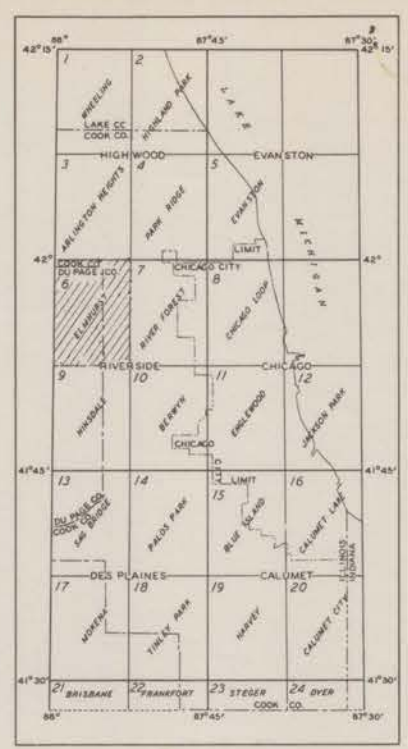 88° 87°45' 87°30'
42°15' 42°15'
1 2
WHEELING HIGHLAND PARK LAKE
LAKE CO.
COOK CO.
HIGHWOOD EVANSTON
3 4 5
ARLINGTON HEIGHTS PARK RIDGE EVANSTON MICHIGAN
LIMIT
42° 42°
COOK CO.
DU PAGE CO.
CHICAGO CITY
6 7 8
ELMHURST RIVER FOREST CHICAGO LOOP
RIVERSIDE CHICAGO
9 10 11 12
HINSDALE BERWYN ENGLEWOOD JACKSON PARK
CHICAGO
41°45' 41°45'
13 14 CITY LIMIT 15 16
DU PAGE CO.
COOK CO.
SAG BRIDGE PALOS PARK BLUE ISLAND CALUMET LAKE
ILLINOIS
INDIANA
DES PLAINES CALUMET
17 18 19 20
MOKENA TINLEY PARK HARVEY CALUMET CITY
41°30' 41°30'
21 BRISBANE 22 FRANKFORT 23 STEGER 24 DYER
COOK CO.
88° 87°45' 87°30'